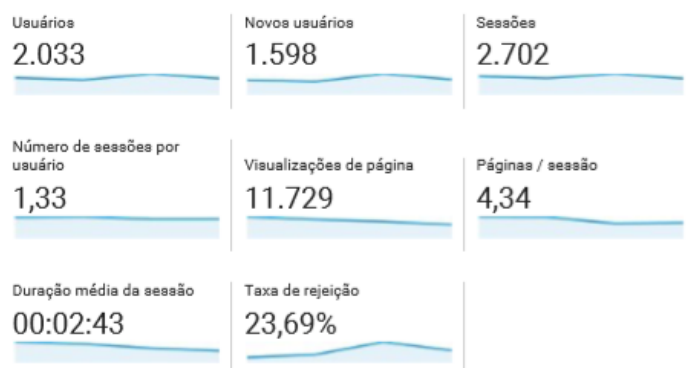 Usuários
2.033
Novos usuários
1.598
Sessões
2.702
Número de sessões por
usuário
1,33
Visualizações de página
11.729
Páginas / sessão
4,34
Duração média da sessão
00:02:43
Taxa de rejeição
23,69%